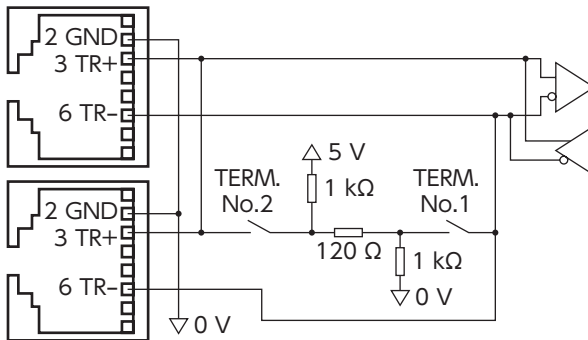 2 GND
3 TR+
6 TR−
5 V
TERM.
No.2
1 kΩ
TERM.
No.1
2 GND
3 TR+
120 Ω
1 kΩ
6 TR−
0 V
0 V